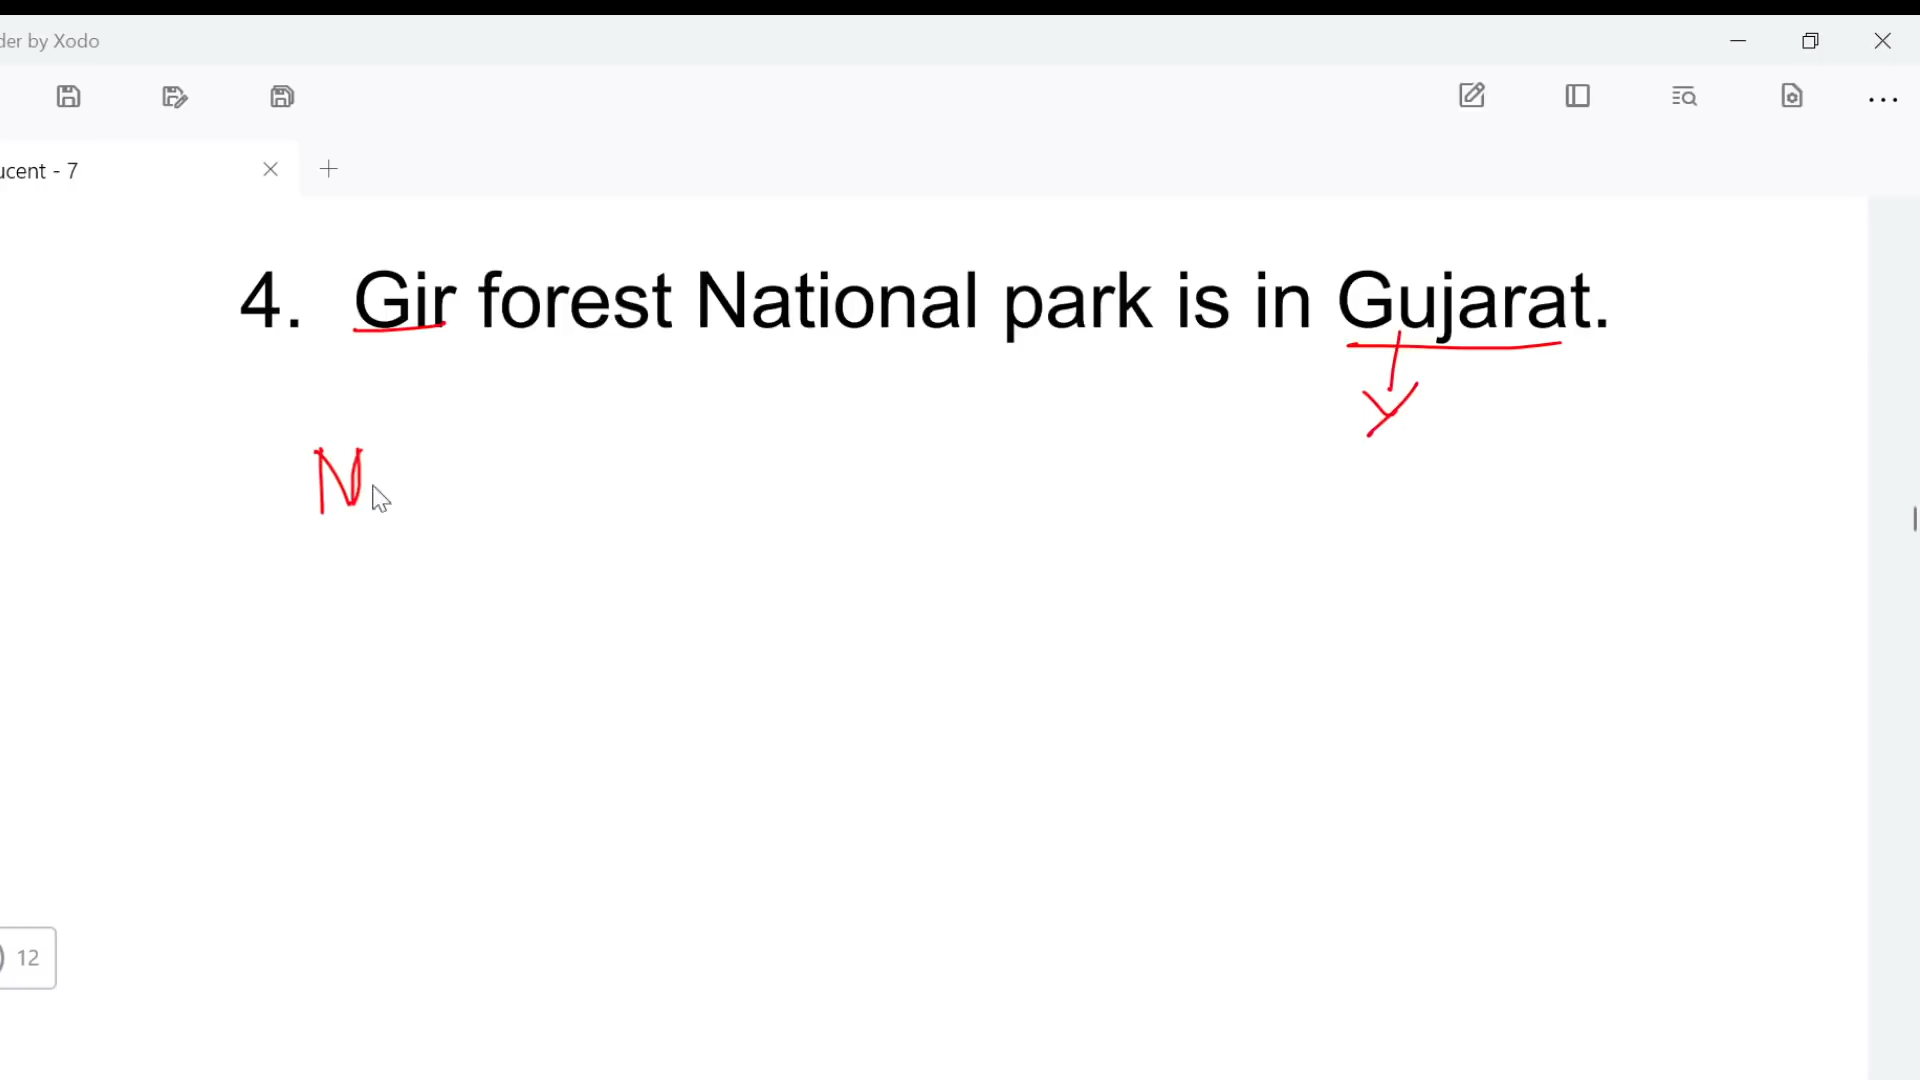 der by Xodo
ucent - 7
4. Gir forest National park is in Gujarat.
N
12